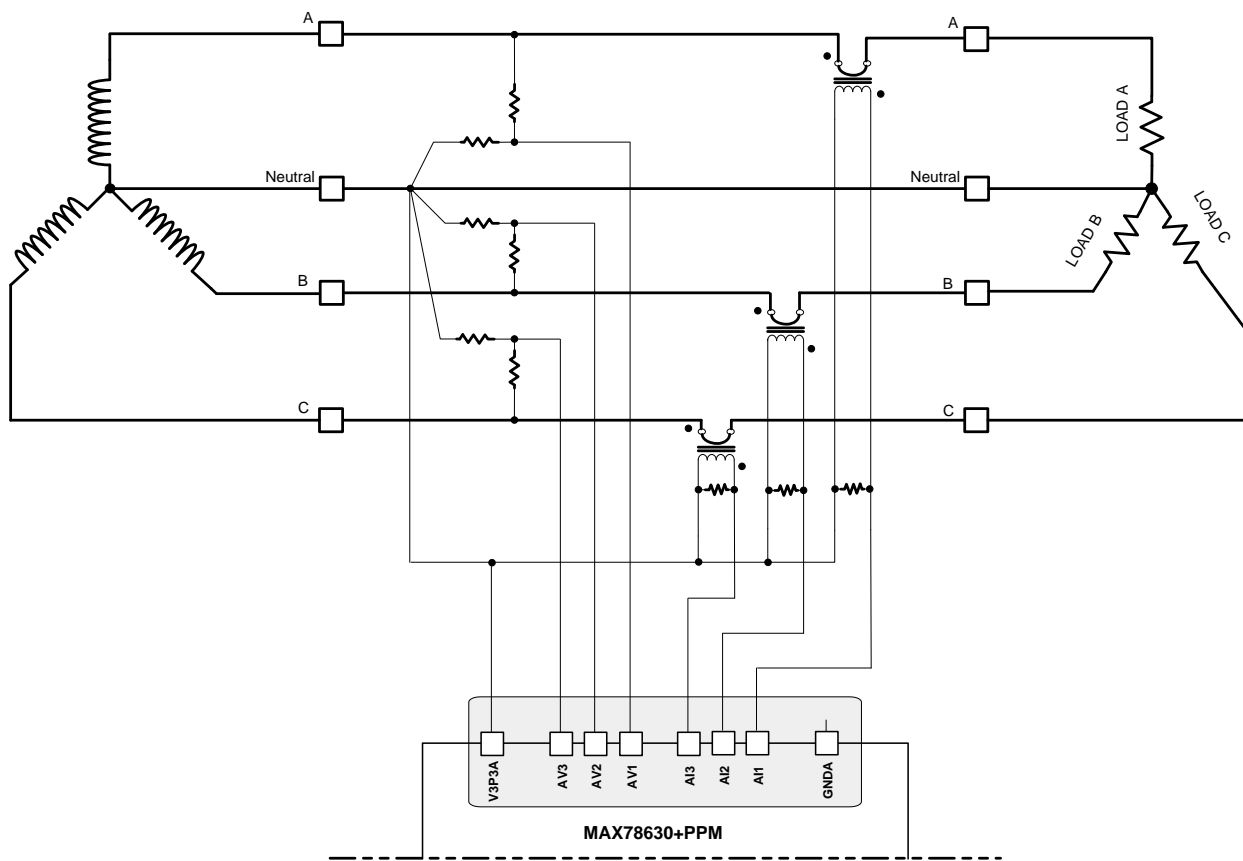 A
A
LOAD A
Neutral
Neutral
LOAD B
LOAD C
B
B
C
C
V3P3A
AV3
AV2
AV1
AI3
AI2
AI1
GNDA
MAX78630+PPM